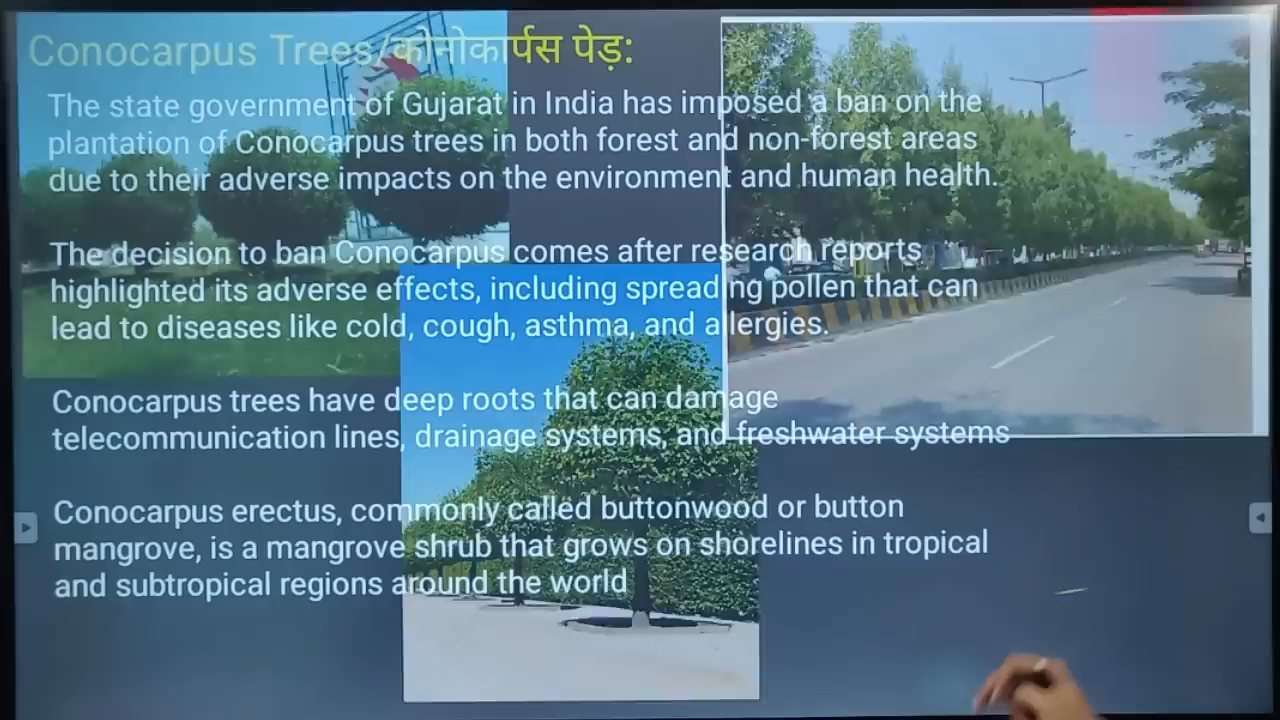 Conocarpus Trees/कोनोकार्पस पेड़:
The state government of Gujarat in India has imposed a ban on the
plantation of Conocarpus trees in both forest and non-forest areas
due to their adverse impacts on the environment and human health.
The decision to ban Conocarpus comes after research reports
highlighted its adverse effects, including spreading pollen that can
lead to diseases like cold, cough, asthma, and allergies.
Conocarpus trees have deep roots that can damage
telecommunication lines, drainage systems, and freshwater systems
Conocarpus erectus, commonly called buttonwood or button
mangrove, is a mangrove shrub that grows on shorelines in tropical
and subtropical regions around the world